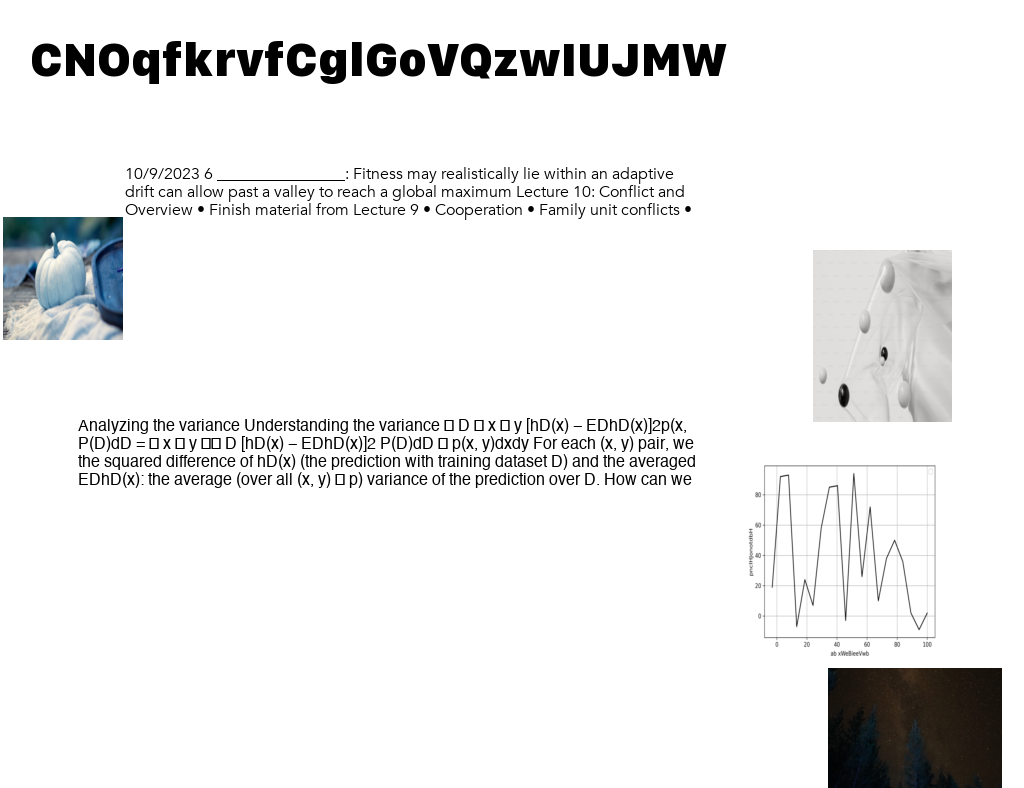 CNOqfkrvfCglGoVQzwIUJMW
10/9/2023 6 ________________: Fitness may realistically lie within an adaptive
drift can allow past a valley to reach a global maximum Lecture 10: Conflict and
Overview • Finish material from Lecture 9 • Cooperation • Family unit conflicts •
Analyzing the variance Understanding the variance □ D □ x □ y [hD(x) – EDhD(x)]2p(x,
P(D)dD = □ x □ y □□ D [hD(x) – EDhD(x)]2 P(D)dD □ p(x, y)dxdy For each (x, y) pair, we
the squared difference of hD(x) (the prediction with training dataset D) and the averaged
EDhD(x): the average (over all (x, y) □ p) variance of the prediction over D. How can we
80
60
40
20
0
0 20 40 60 80 100
ab xWeBieeVwb